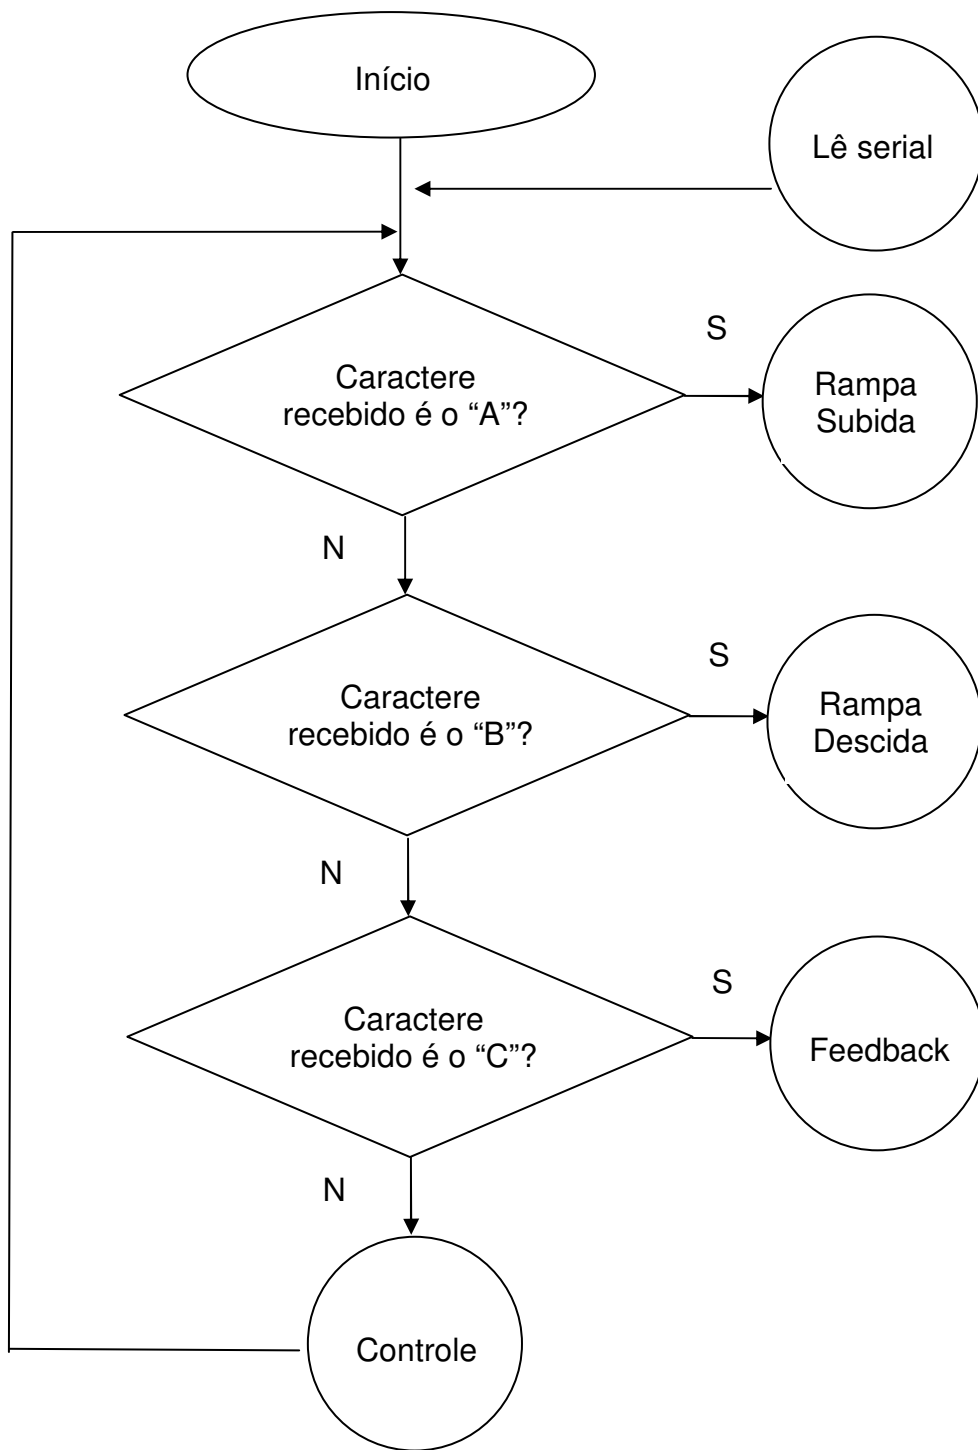 Início
Lê serial
S
Caractere
recebido é o “A”?
Rampa
Subida
N
S
Caractere
recebido é o “B”?
Rampa
Descida
N
S
Caractere
recebido é o “C”?
Feedback
N
Controle